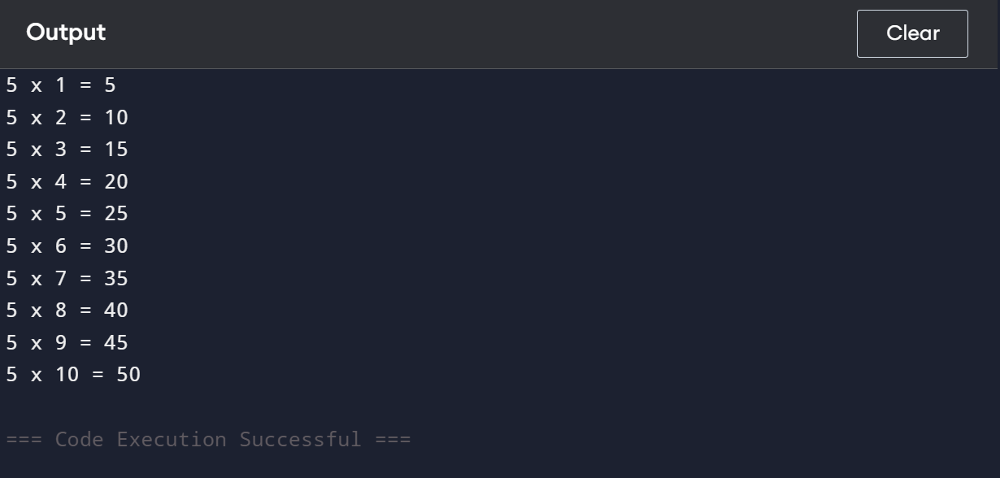 Output
Clear
5 x 1 = 5
5 x 2 = 10
5 x 3 = 15
5 x 4 = 20
5 x 5 = 25
5 x 6 = 30
5 x 7 = 35
5 x 8 = 40
5 x 9 = 45
5 x 10 = 50
=== Code Execution Successful ===